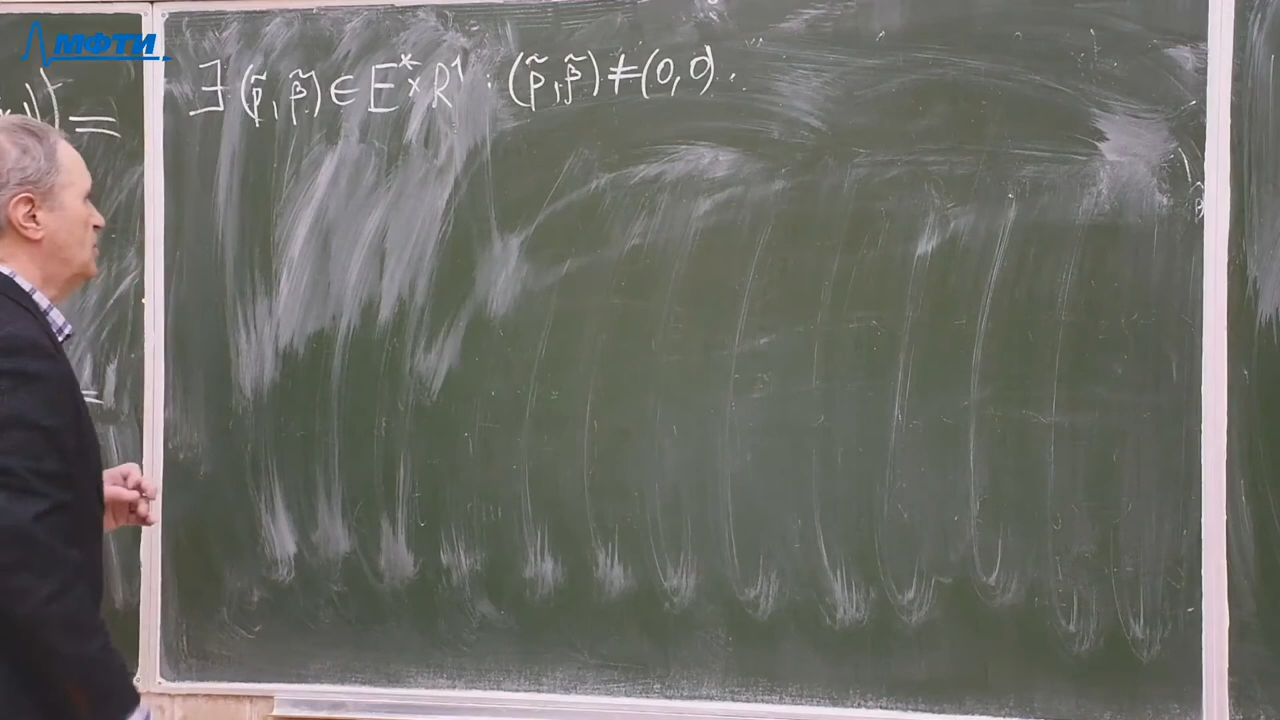 МФТИ
∃ (p̃, β̃) ∈ E* × R¹ : (p̃, β̃) ≠ (0,0) .
)) =
=